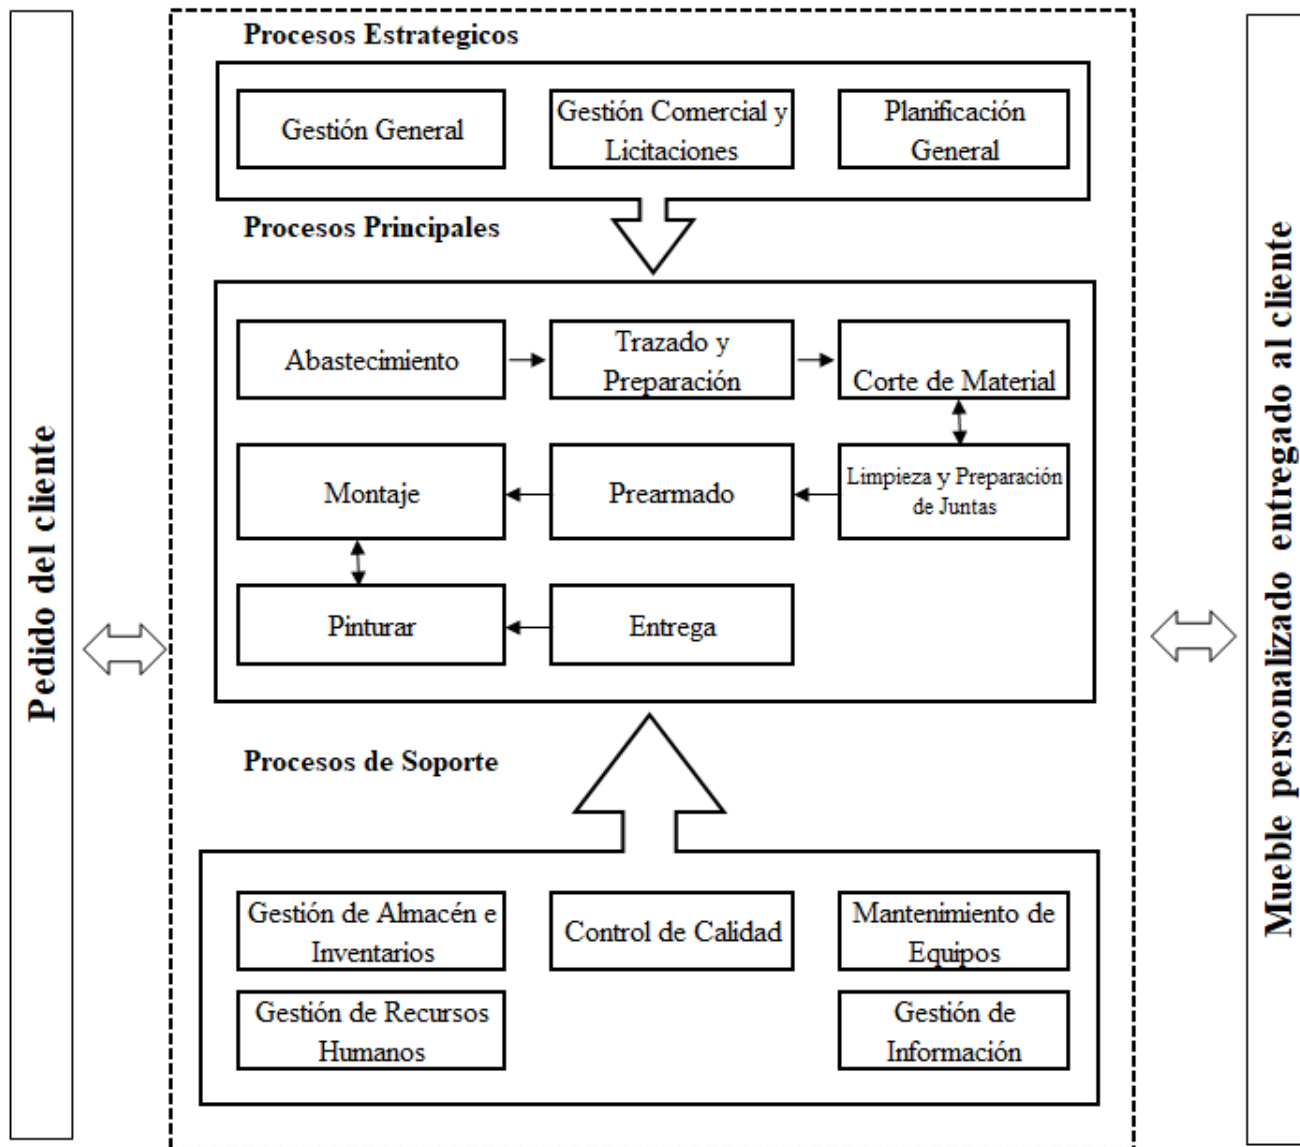 Pedido del cliente
Procesos Estrategicos
Gestión General
Gestión Comercial y
Licitaciones
Planificación
General
Procesos Principales
Abastecimiento
Trazado y
Preparación
Corte de Material
Montaje
Prearmado
Limpieza y Preparación
de Juntas
Pinturar
Entrega
Procesos de Soporte
Gestión de Almacén e
Inventarios
Control de Calidad
Mantenimiento de
Equipos
Gestión de Recursos
Humanos
Gestión de
Información
Mueble personalizado entregado al cliente